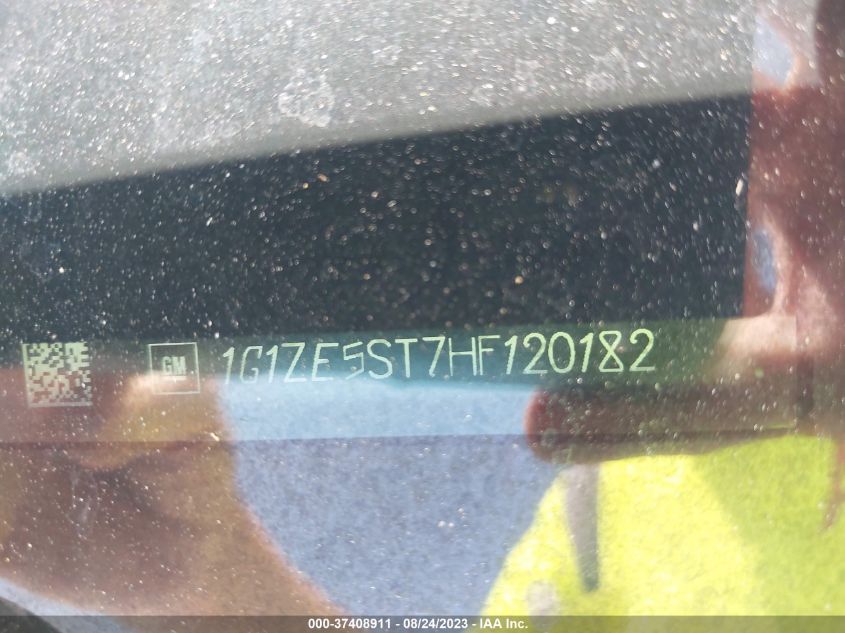 GM 1G1ZE5ST7HF120182
000-37408911 - 08/24/2023 - IAA Inc.